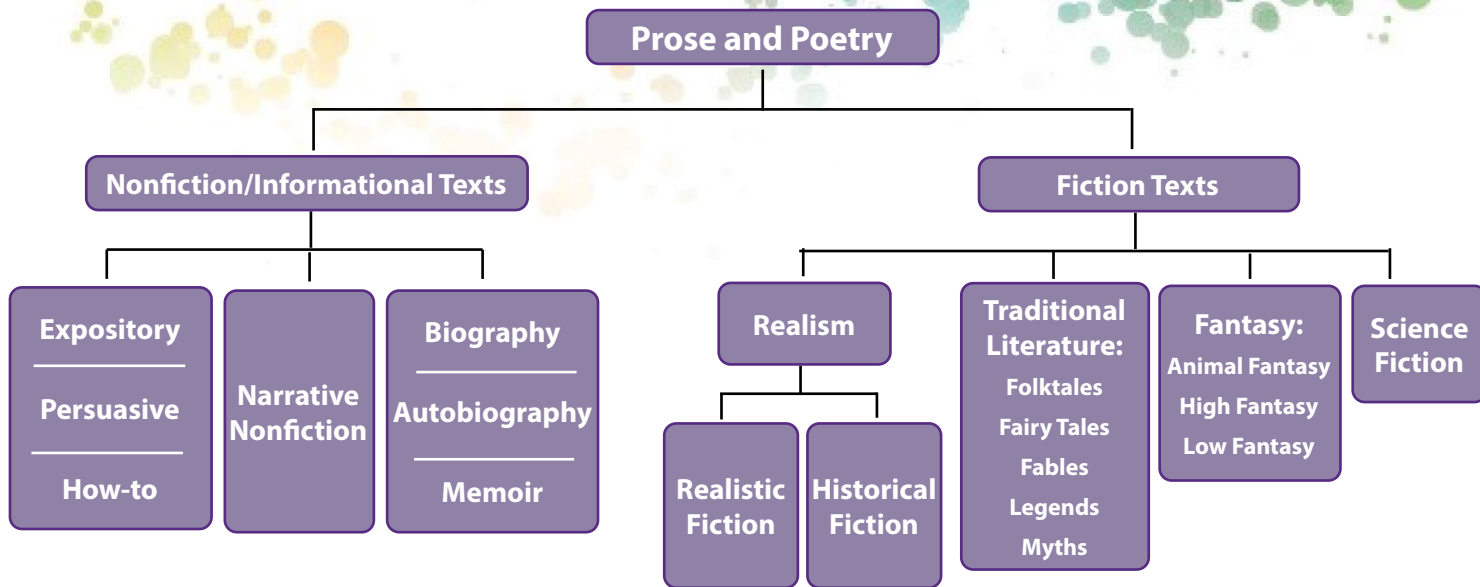 Prose and Poetry
Nonfiction/Informational Texts
Fiction Texts
Expository
Persuasive
How-to
Narrative
Nonfiction
Biography
Autobiography
Memoir
Realism
Realistic
Fiction
Historical
Fiction
Traditional
Literature:
Folktales
Fairy Tales
Fables
Legends
Myths
Fantasy:
Animal Fantasy
High Fantasy
Low Fantasy
Science
Fiction